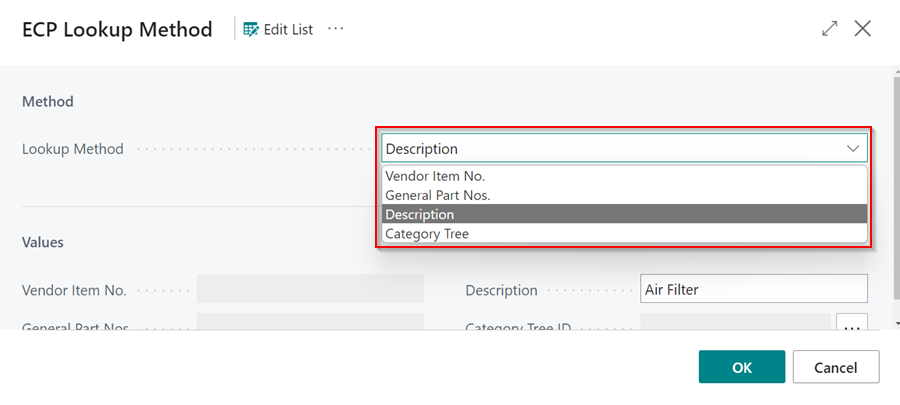 ECP Lookup Method Edit List ...
Method
Lookup Method Description
Vendor Item No.
General Part Nos.
Description
Category Tree
Values
Vendor Item No. Description Air Filter
General Part Nos. Category Tree ID ...
OK Cancel